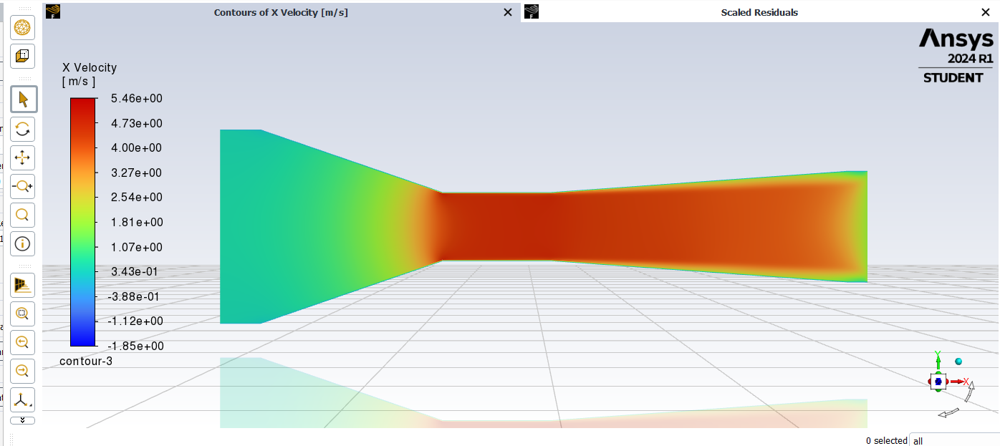 Contours of X Velocity [m/s]
Scaled Residuals
Ansys
2024 R1
STUDENT
X Velocity
[ m/s ]
5.46e+00
4.73e+00
4.00e+00
3.27e+00
2.54e+00
1.81e+00
1.07e+00
3.43e-01
-3.88e-01
-1.12e+00
-1.85e+00
contour-3
Y
X
0 selected all